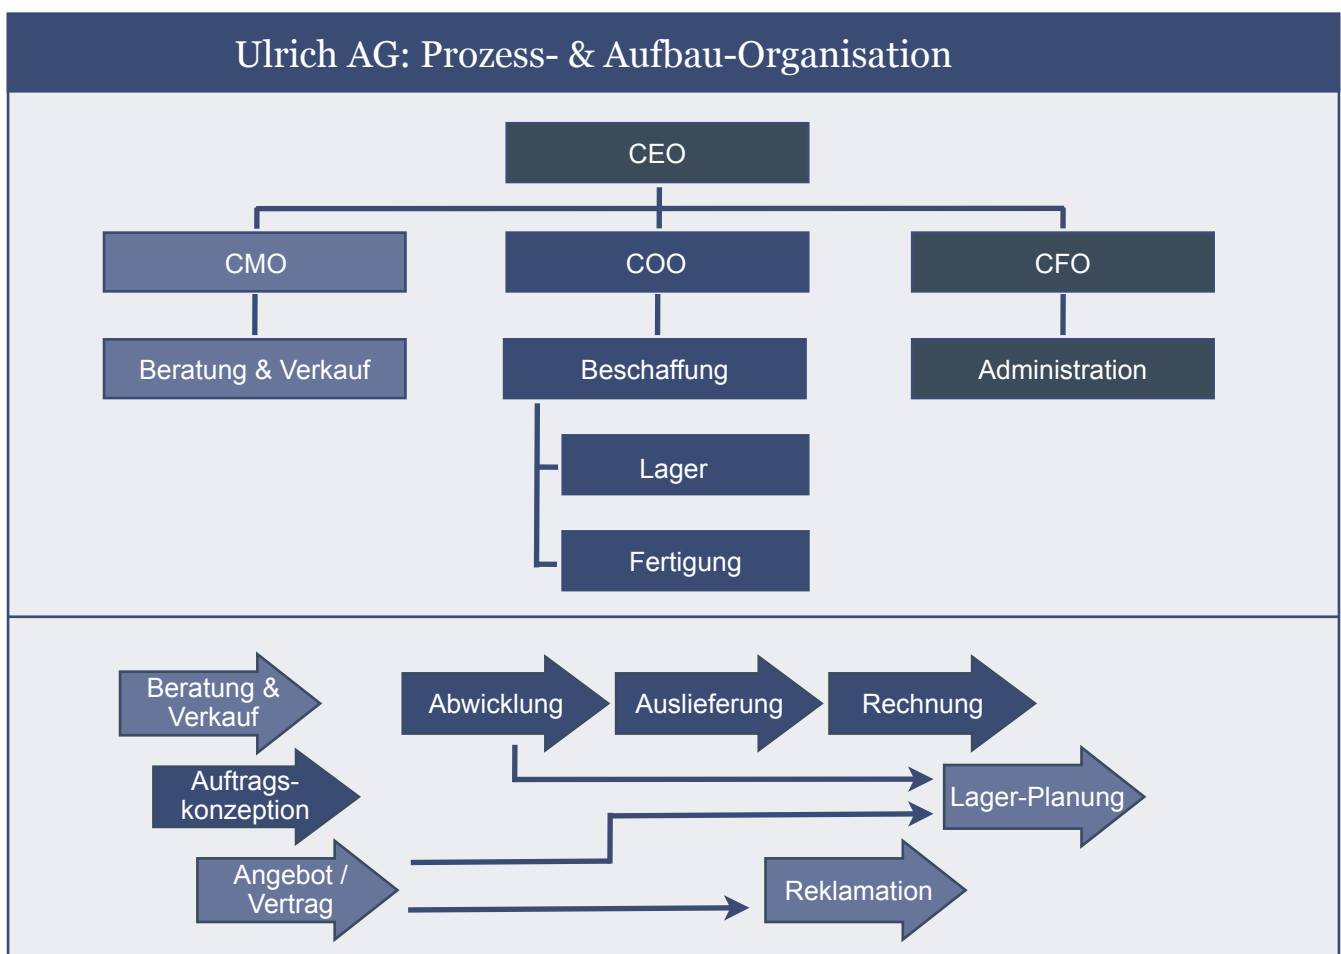 Ulrich AG: Prozess- & Aufbau-Organisation
CEO
CMO
COO
CFO
Beratung & Verkauf
Beschaffung
Administration
Lager
Fertigung
Beratung &
Verkauf
Abwicklung
Auslieferung
Rechnung
Auftrags-
konzeption
Lager-Planung
Angebot /
Vertrag
Reklamation